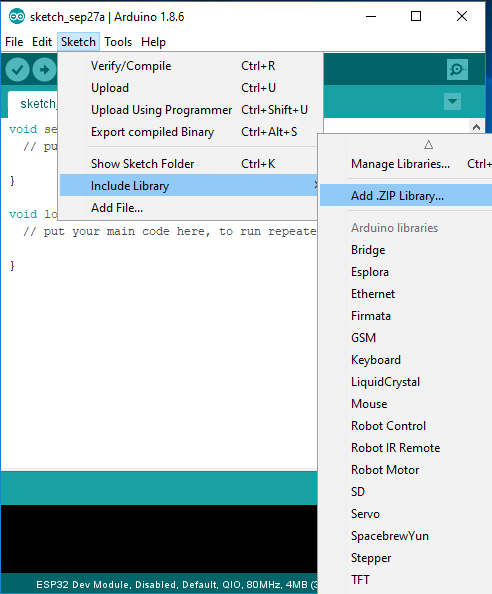 sketch_sep27a | Arduino 1.8.6
File Edit Sketch Tools Help
Verify/Compile Ctrl+R
Upload Ctrl+U
Upload Using Programmer Ctrl+Shift+U
Export compiled Binary Ctrl+Alt+S
Show Sketch Folder Ctrl+K
Include Library
Add File...
sketch_
void se
// pu
}
void lo
// put your main code here, to run repeate
}
Manage Libraries... Ctrl+
Add .ZIP Library...
Arduino libraries
Bridge
Esplora
Ethernet
Firmata
GSM
Keyboard
LiquidCrystal
Mouse
Robot Control
Robot IR Remote
Robot Motor
SD
Servo
SpacebrewYun
Stepper
TFT
ESP32 Dev Module, Disabled, Default, QIO, 80MHz, 4MB (3